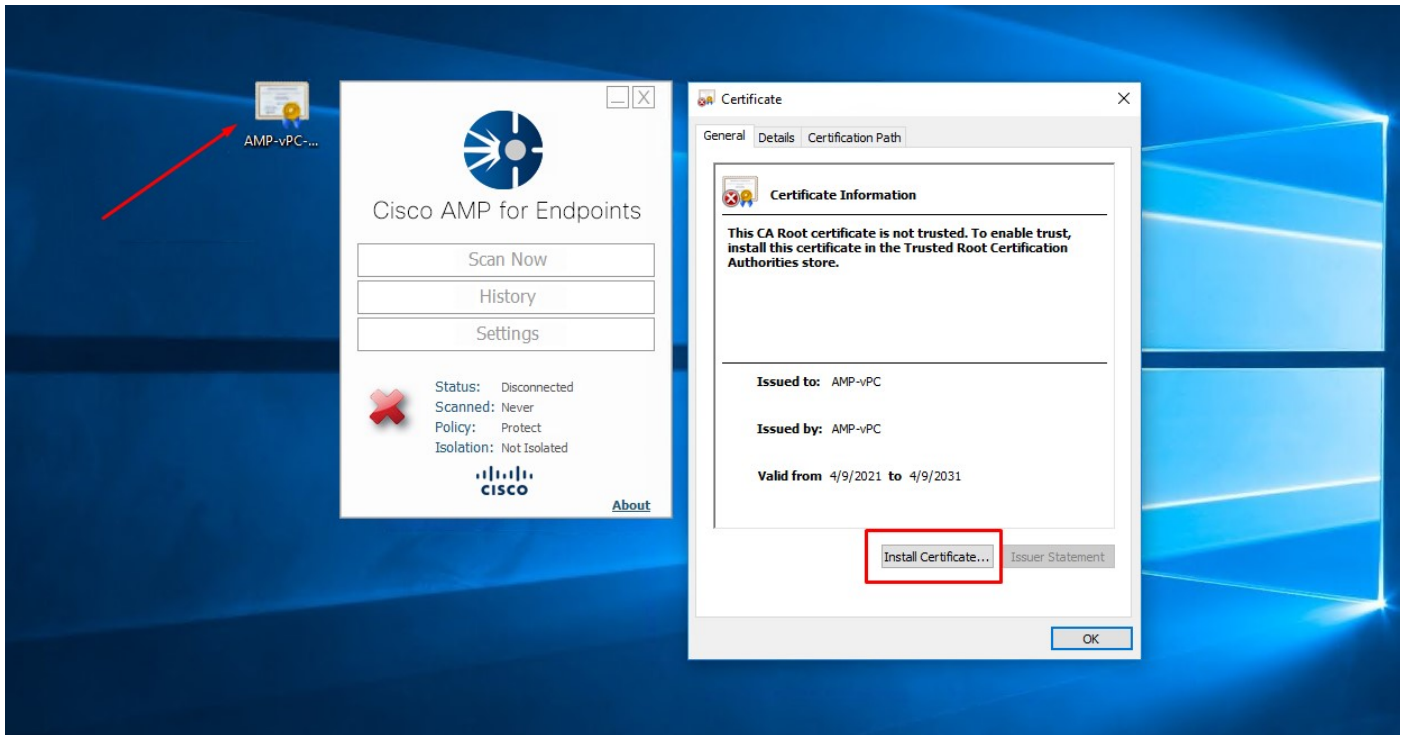 AMP-vPC-...
Cisco AMP for Endpoints
Scan Now
History
Settings
Status: Disconnected
Scanned: Never
Policy: Protect
Isolation: Not Isolated
CISCO
About
Certificate
General Details Certification Path
Certificate Information
This CA Root certificate is not trusted. To enable trust,
install this certificate in the Trusted Root Certification
Authorities store.
Issued to: AMP-vPC
Issued by: AMP-vPC
Valid from 4/9/2021 to 4/9/2031
Install Certificate... Issuer Statement
OK